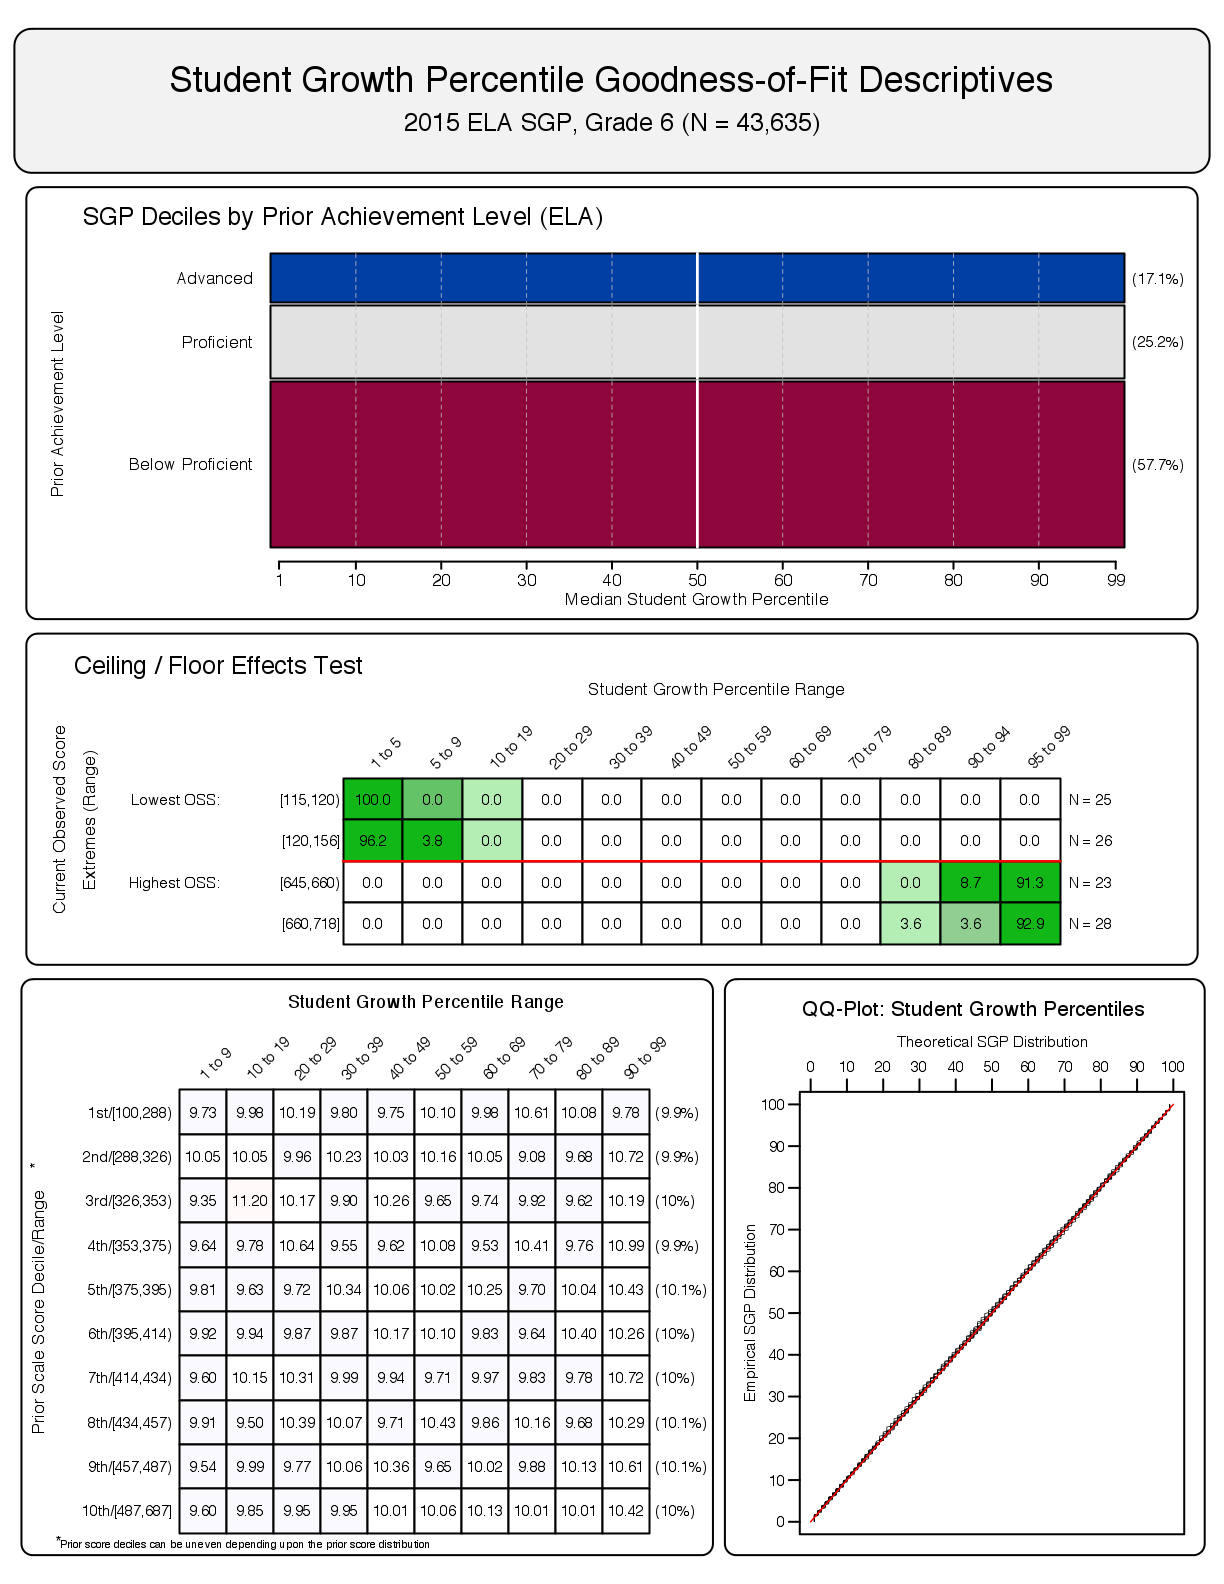 Student Growth Percentile Goodness-of-Fit Descriptives
2015 ELA SGP, Grade 6 (N = 43,635)
SGP Deciles by Prior Achievement Level (ELA)
Prior Achievement Level
Advanced (17.1%)
Proficient (25.2%)
Below Proficient (57.7%)
1 10 20 30 40 50 60 70 80 90 99
Median Student Growth Percentile
Ceiling / Floor Effects Test
Student Growth Percentile Range
Current Observed Score
Extremes (Range)
1 to 5 5 to 9 10 to 19 20 to 29 30 to 39 40 to 49 50 to 59 60 to 69 70 to 79 80 to 89 90 to 94 95 to 99
Lowest OSS: [115,120) 100.0 0.0 0.0 0.0 0.0 0.0 0.0 0.0 0.0 0.0 0.0 0.0 N = 25
[120,156] 96.2 3.8 0.0 0.0 0.0 0.0 0.0 0.0 0.0 0.0 0.0 0.0 N = 26
Highest OSS: [645,660) 0.0 0.0 0.0 0.0 0.0 0.0 0.0 0.0 0.0 0.0 8.7 91.3 N = 23
[660,718] 0.0 0.0 0.0 0.0 0.0 0.0 0.0 0.0 0.0 3.6 3.6 92.9 N = 28
Student Growth Percentile Range
Prior Scale Score Decile/Range *
1 to 9 10 to 19 20 to 29 30 to 39 40 to 49 50 to 59 60 to 69 70 to 79 80 to 89 90 to 99
1st/[100,288) 9.73 9.98 10.19 9.80 9.75 10.10 9.98 10.61 10.08 9.78 (9.9%)
2nd/[288,326) 10.05 10.05 9.96 10.23 10.03 10.16 10.05 9.08 9.68 10.72 (9.9%)
3rd/[326,353) 9.35 11.20 10.17 9.90 10.26 9.65 9.74 9.92 9.62 10.19 (10%)
4th/[353,375) 9.64 9.78 10.64 9.55 9.62 10.08 9.53 10.41 9.76 10.99 (9.9%)
5th/[375,395) 9.81 9.63 9.72 10.34 10.06 10.02 10.25 9.70 10.04 10.43 (10.1%)
6th/[395,414) 9.92 9.94 9.87 9.87 10.17 10.10 9.83 9.64 10.40 10.26 (10%)
7th/[414,434) 9.60 10.15 10.31 9.99 9.94 9.71 9.97 9.83 9.78 10.72 (10%)
8th/[434,457) 9.91 9.50 10.39 10.07 9.71 10.43 9.86 10.16 9.68 10.29 (10.1%)
9th/[457,487) 9.54 9.99 9.77 10.06 10.36 9.65 10.02 9.88 10.13 10.61 (10.1%)
10th/[487,687] 9.60 9.85 9.95 9.95 10.01 10.06 10.13 10.01 10.01 10.42 (10%)
*Prior score deciles can be uneven depending upon the prior score distribution
QQ-Plot: Student Growth Percentiles
Theoretical SGP Distribution
0 10 20 30 40 50 60 70 80 90 100
Empirical SGP Distribution
100
90
80
70
60
50
40
30
20
10
0